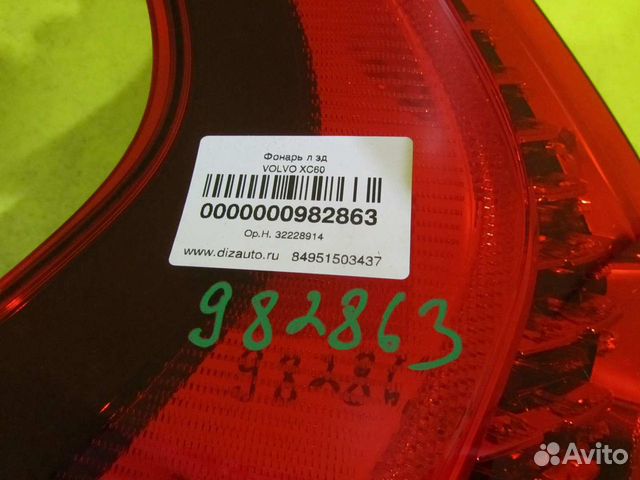 Фонарь л зд
VOLVO XC60
0000000982863
Ор.Н. 32228914
www.dizauto.ru 84951503437
982863
Avito